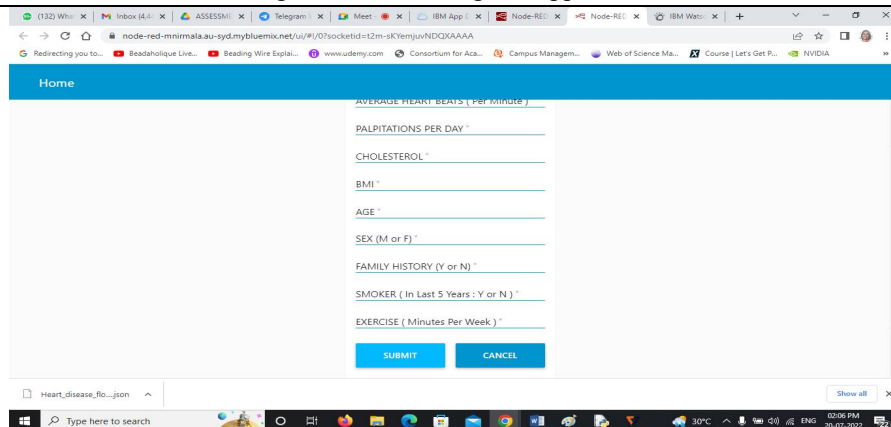 (132) What
Inbox (4,4
ASSESSME
Telegram
Meet -
IBM App D
Node-RED
Node-RED
IBM Wats
node-red-mnimala.au-syd.mybluemix.net/ui/#!/0?socketid=t2m-sKYemjuvNDQXAAAA
Redirecting you to...
Beadaholique Live...
Beading Wire Explai...
www.udemy.com
Consortium for Aca...
Campus Managem...
Web of Science Ma...
Course | Let's Get P...
NVIDIA
»
Home
AVERAGE HEART BEATS ( Per Minute )
PALPITATIONS PER DAY *
CHOLESTEROL *
BMI *
AGE *
SEX (M or F) *
FAMILY HISTORY (Y or N) *
SMOKER ( In Last 5 Years : Y or N ) *
EXERCISE ( Minutes Per Week ) *
SUBMIT
CANCEL
Heart_disease_flo....json
Show all
Type here to search
30°C
ENG
02:06 PM
20-07-2022